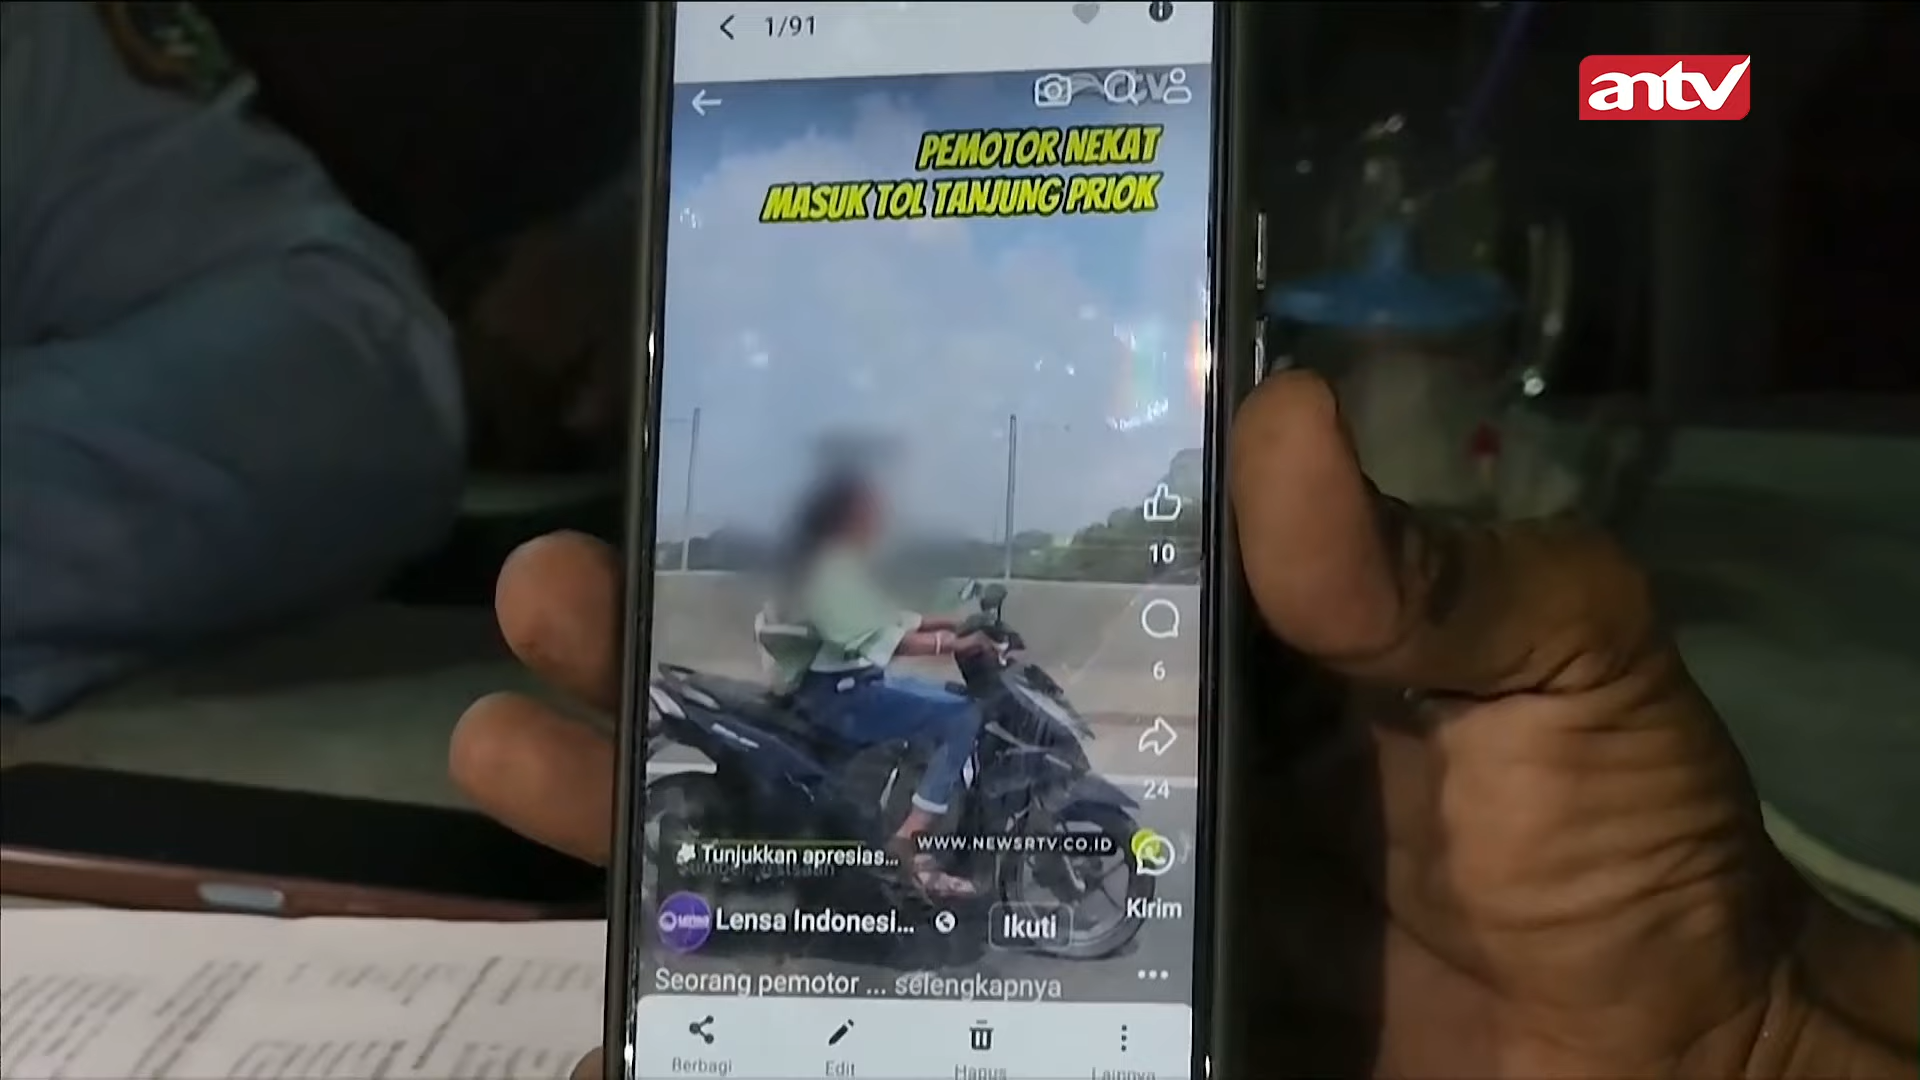 1/91
antv
PEMOTOR NEKAT
MASUK TOL TANJUNG PRIOK
10
6
24
WWW.NEWSRTV.CO.ID
Tunjukkan apresias...
Lensa Indonesi...
Ikuti
Kirim
Seorang pemotor ... selengkapnya
Berbagi
Edit
Hapus
Lainnya